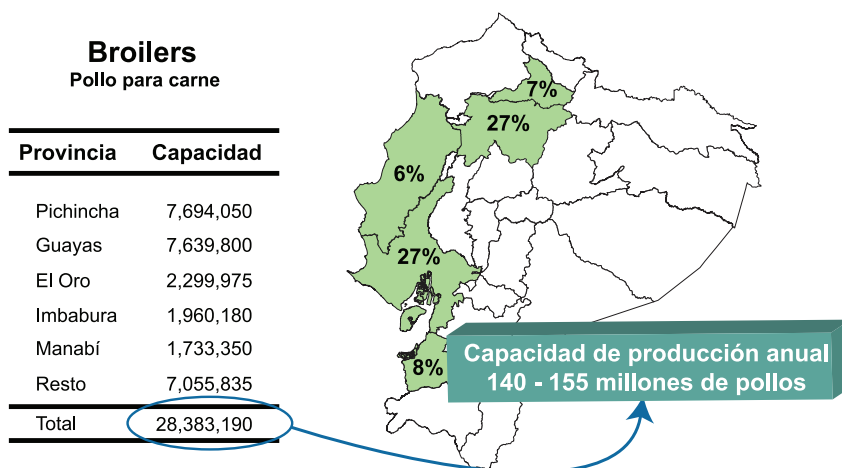 Broilers
Pollo para carne
Provincia Capacidad
Pichincha 7,694,050
Guayas 7,639,800
El Oro 2,299,975
Imbabura 1,960,180
Manabí 1,733,350
Resto 7,055,835
Total 28,383,190
7%
27%
6%
27%
8%
Capacidad de producción anual
140 - 155 millones de pollos